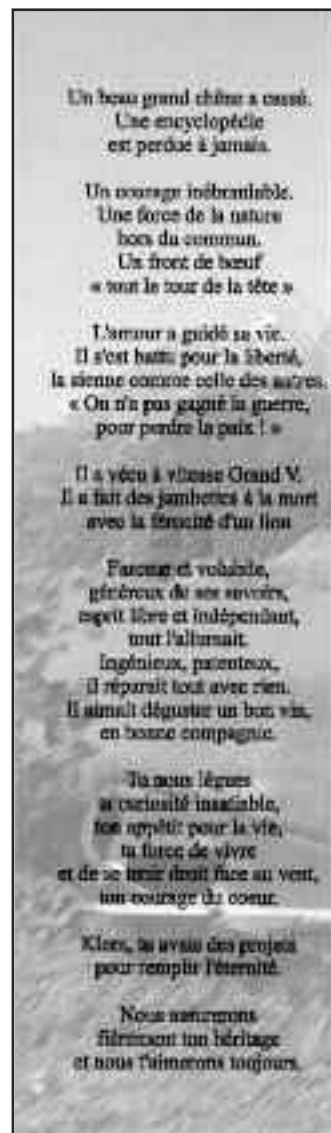 Un beau grand chêne a cassé.
Une encyclopédie
est perdue à jamais.
Un courage inébranlable.
Une force de la nature
hors du commun.
Un front de bœuf
« tout le tour de la tête »
L'amour a guidé sa vie.
Il s'est battu pour la liberté,
la sienne comme celle des autres.
« On n'a pas gagné la guerre,
pour perdre la paix ! »
Il a vécu à vitesse Grand V.
Il a fait des jambettes à la mort
avec la férocité d'un lion
Farceur et volubile,
généreux de ses savoirs,
esprit libre et indépendant,
tout l'allumait.
Ingénieux, patenteux,
il réparait tout avec rien.
Il aimait déguster un bon vin,
en bonne compagnie.
Tu nous lègues
ta curiosité insatiable,
ton appétit pour la vie,
ta force de vivre
et de se tenir droit face au vent,
ton courage du coeur.
tu avais des projets
pour remplir l'éternité.
Nous
fièrement ton héritage
et nous t'aimerons toujours.